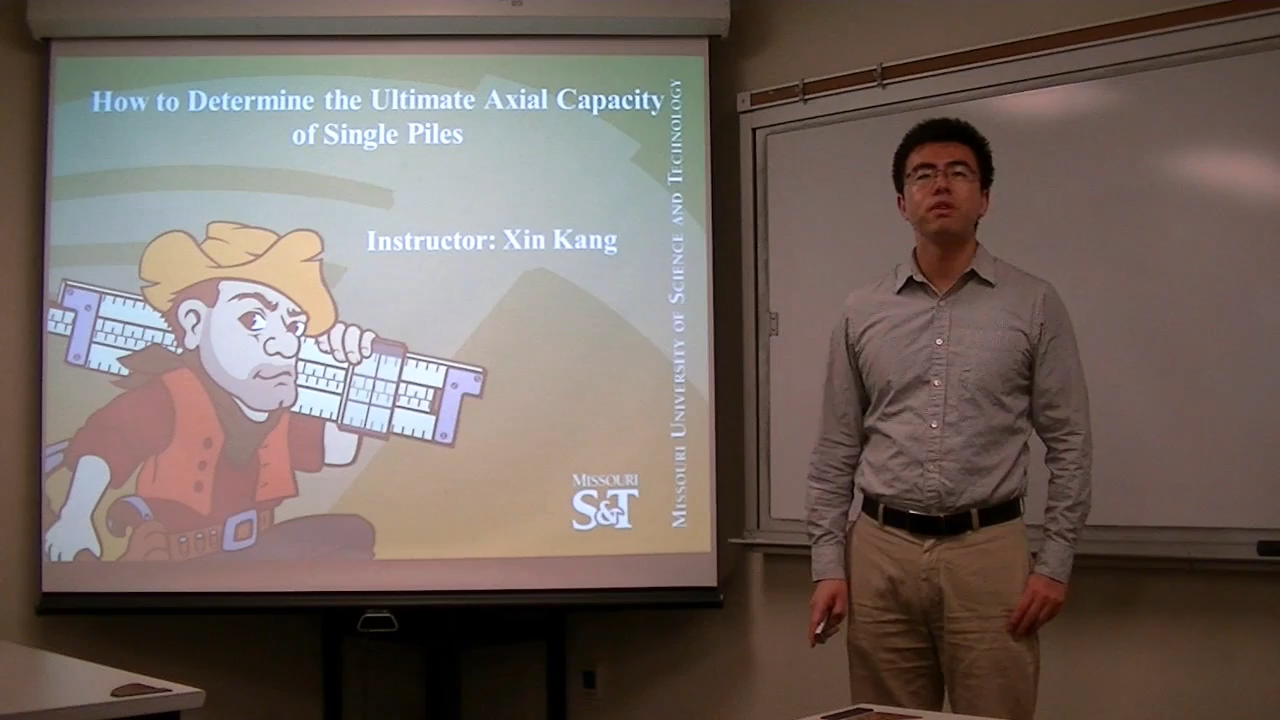 How to Determine the Ultimate Axial Capacity
of Single Piles
Instructor: Xin Kang
MISSOURI
S&T
MISSOURI UNIVERSITY OF SCIENCE AND TECHNOLOGY